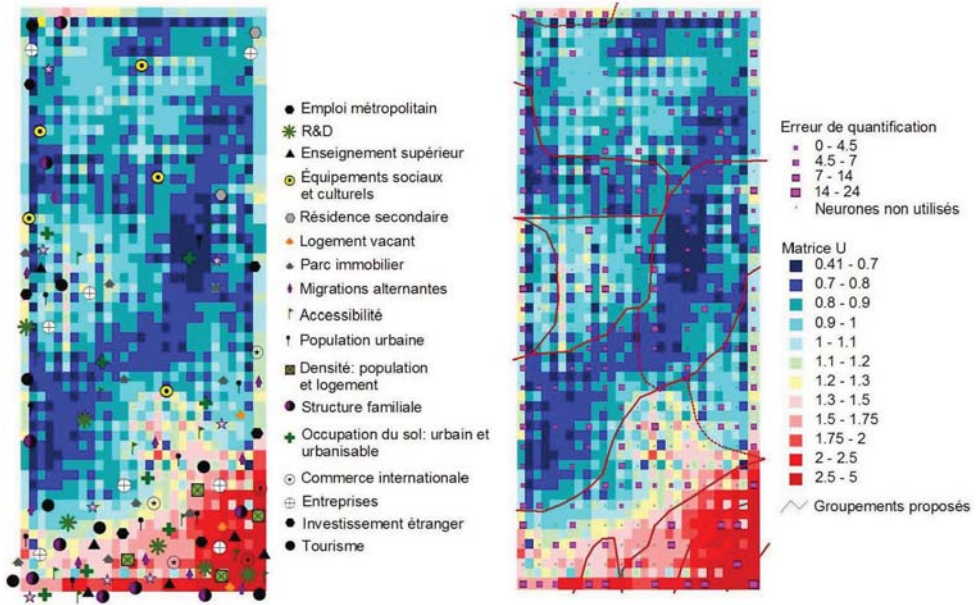 Emploi métropolitain
R&D
Enseignement supérieur
Équipements sociaux
et culturels
Résidence secondaire
Logement vacant
Parc immobilier
Migrations alternantes
Accessibilité
Population urbaine
Densité: population
et logement
Structure familiale
Occupation du sol: urbain et
urbanisable
Commerce internationale
Entreprises
Investissement étranger
Tourisme
Erreur de quantification
0 - 4.5
4.5 - 7
7 - 14
14 - 24
Neurones non utilisés
Matrice U
0.41 - 0.7
0.7 - 0.8
0.8 - 0.9
0.9 - 1
1 - 1.1
1.1 - 1.2
1.2 - 1.3
1.3 - 1.5
1.5 - 1.75
1.75 - 2
2 - 2.5
2.5 - 5
Groupements proposés